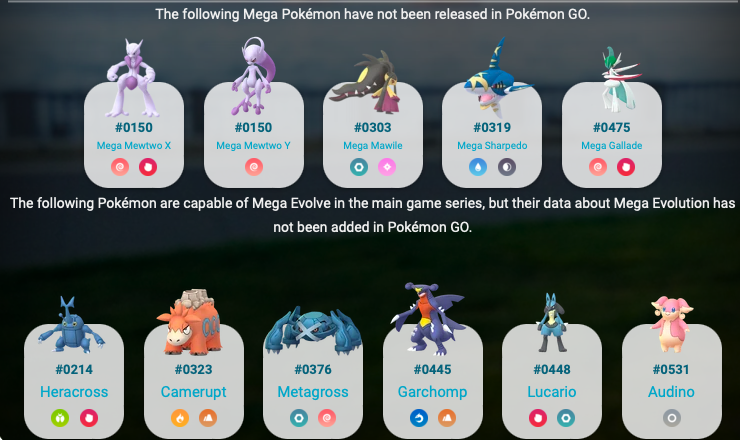 The following Mega Pokémon have not been released in Pokémon GO.
#0150 #0150 #0303 #0319 #0475
Mega Mewtwo X Mega Mewtwo Y Mega Mawile Mega Sharpedo Mega Gallade
The following Pokémon are capable of Mega Evolve in the main game series, but their data about Mega Evolution has
not been added in Pokémon GO.
#0214 #0323 #0376 #0445 #0448 #0531
Heracross Camerupt Metagross Garchomp Lucario Audino